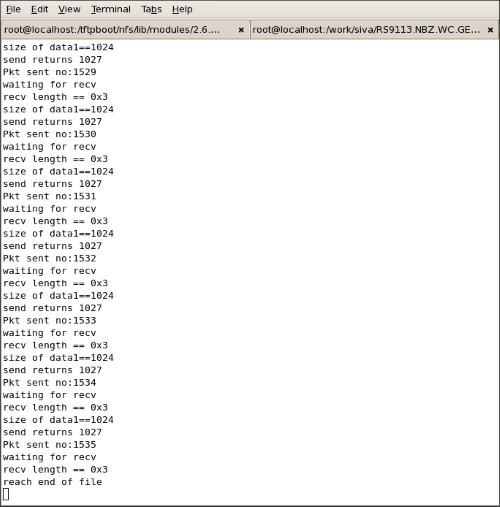 File Edit View Terminal Tabs Help
root@localhost:/tftpboot/nfs/lib/modules/2.6.... × root@localhost:/work/siva/RS9113.NBZ.WC.GE... ×
size of data1==1024
send returns 1027
Pkt sent no:1529
waiting for recv
recv length == 0x3
size of data1==1024
send returns 1027
Pkt sent no:1530
waiting for recv
recv length == 0x3
size of data1==1024
send returns 1027
Pkt sent no:1531
waiting for recv
recv length == 0x3
size of data1==1024
send returns 1027
Pkt sent no:1532
waiting for recv
recv length == 0x3
size of data1==1024
send returns 1027
Pkt sent no:1533
waiting for recv
recv length == 0x3
size of data1==1024
send returns 1027
Pkt sent no:1534
waiting for recv
recv length == 0x3
size of data1==1024
send returns 1027
Pkt sent no:1535
waiting for recv
recv length == 0x3
reach end of file